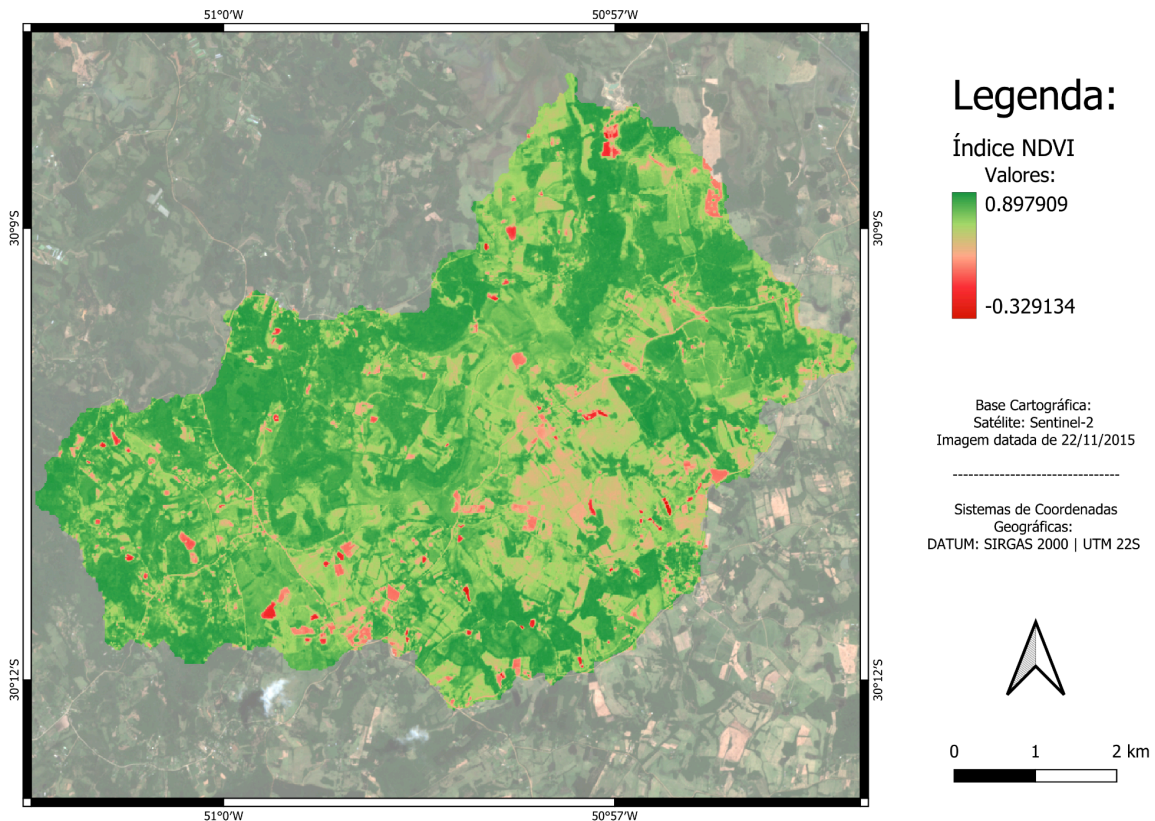 51°0'W
50°57'W
Legenda:
Índice NDVI
Valores:
0.897909
-0.329134
30°9'S
30°9'S
Base Cartográfica:
Satélite: Sentinel-2
Imagem datada de 22/11/2015
--------------------------------
Sistemas de Coordenadas
Geográficas:
DATUM: SIRGAS 2000 | UTM 22S
30°12'S
30°12'S
0 1 2 km
51°0'W
50°57'W